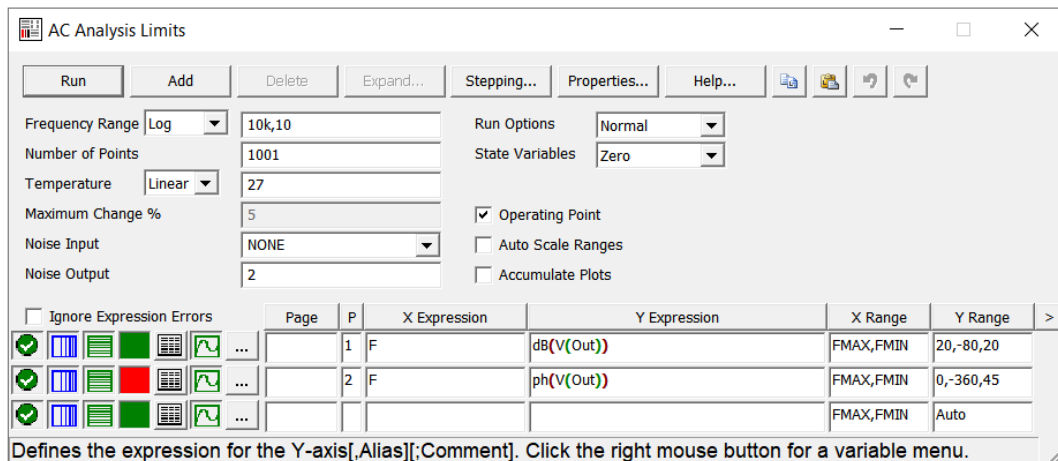 AC Analysis Limits
Run Add Delete Expand... Stepping... Properties... Help...
Frequency Range Log 10k,10 Run Options Normal
Number of Points 1001 State Variables Zero
Temperature Linear 27
Maximum Change % 5 Operating Point
Noise Input NONE Auto Scale Ranges
Noise Output 2 Accumulate Plots
Ignore Expression Errors Page P X Expression Y Expression X Range Y Range >
... 1 F dB(V(Out)) FMAX,FMIN 20,-80,20
... 2 F ph(V(Out)) FMAX,FMIN 0,-360,45
... FMAX,FMIN Auto
Defines the expression for the Y-axis[,Alias][;Comment]. Click the right mouse button for a variable menu.